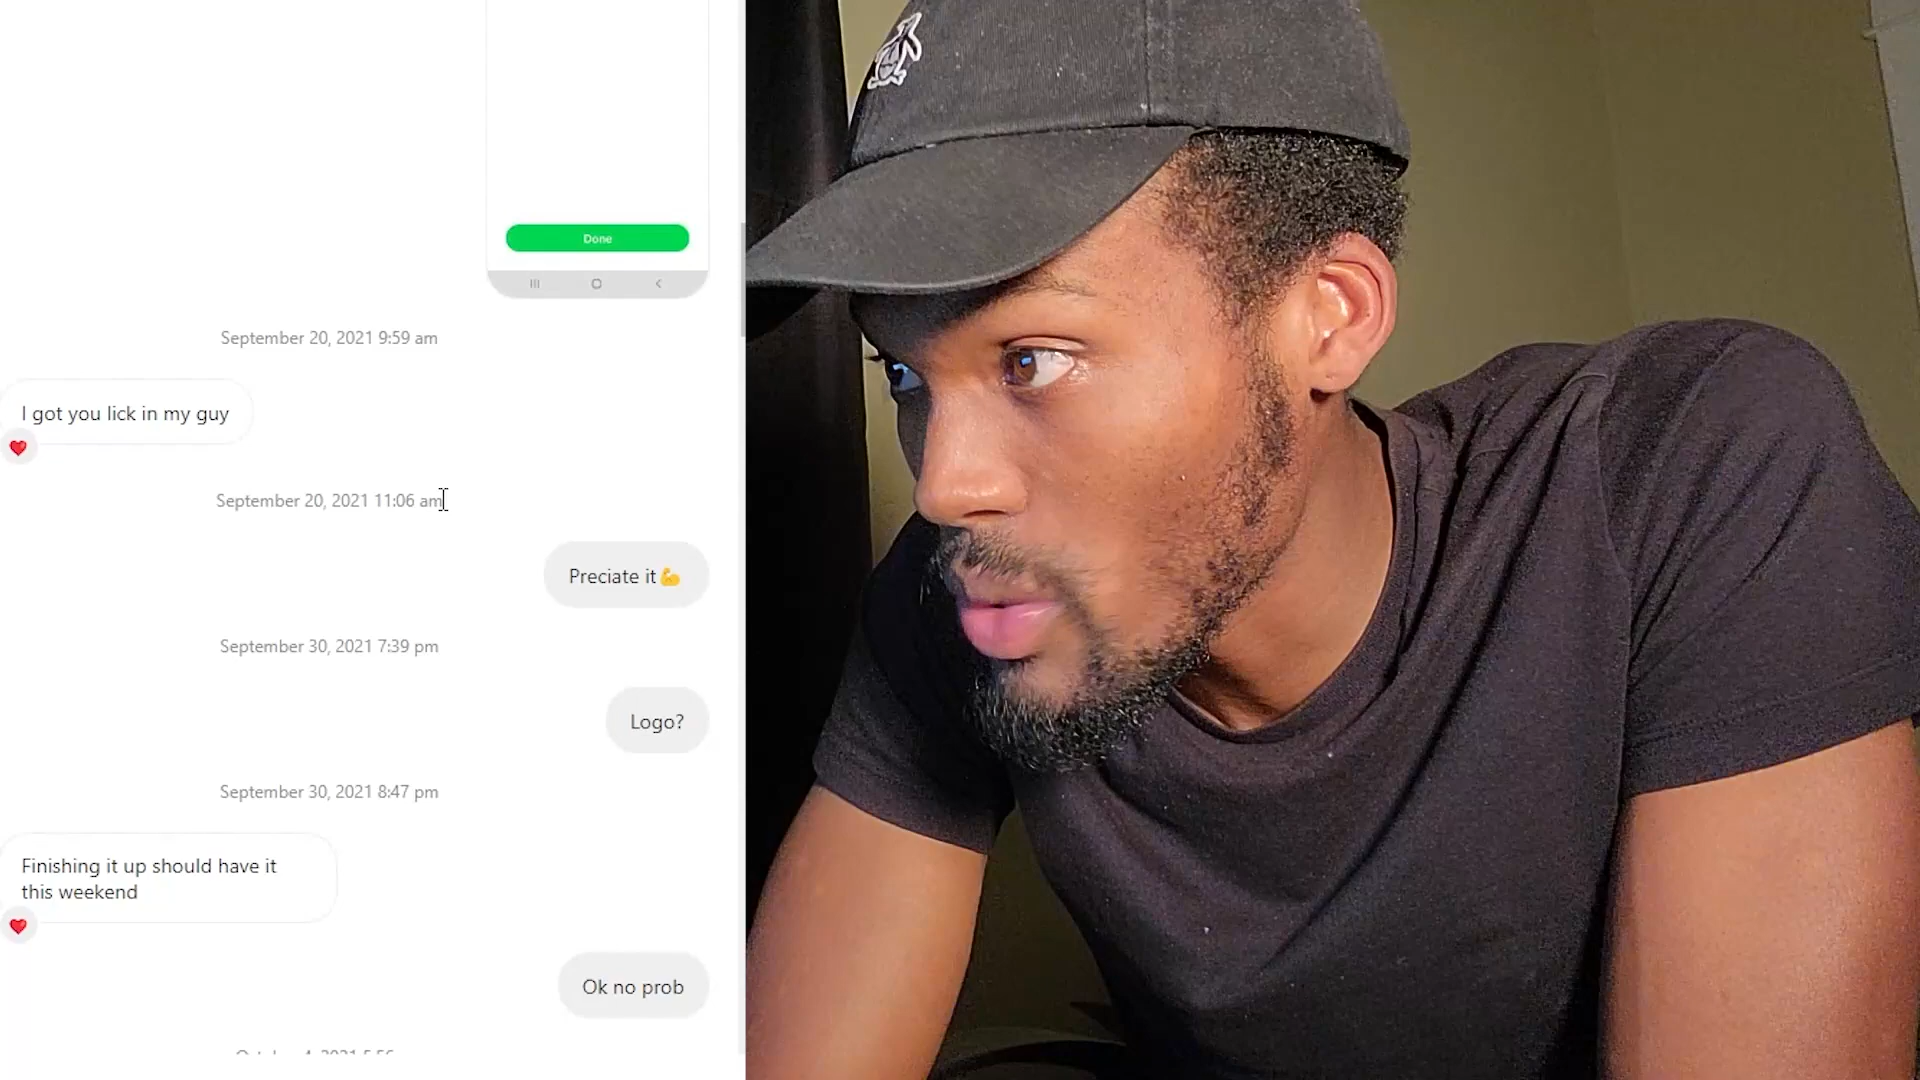 Done
September 20, 2021 9:59 am
I got you lick in my guy
September 20, 2021 11:06 am
Preciate it💪
September 30, 2021 7:39 pm
Logo?
September 30, 2021 8:47 pm
Finishing it up should have it
this weekend
Ok no prob